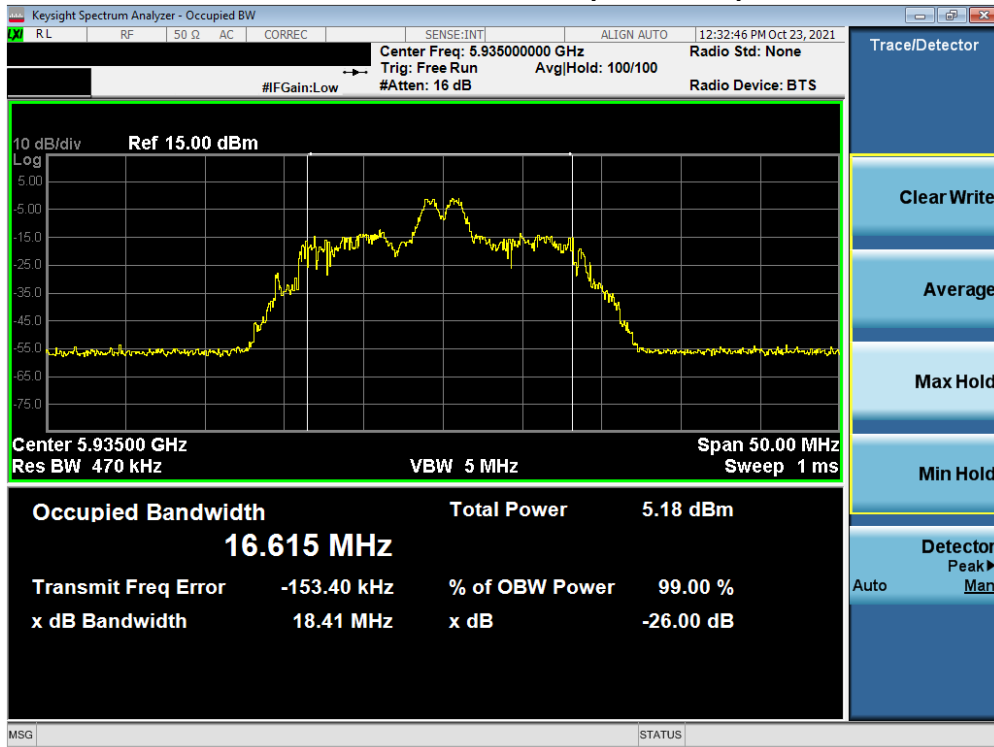 Keysight Spectrum Analyzer - Occupied BW
LXI RL RF 50 Ω AC CORREC SENSE:INT ALIGN AUTO 12:32:46 PM Oct 23, 2021
Center Freq: 5.935000000 GHz Radio Std: None
Trig: Free Run Avg|Hold: 100/100
#IFGain:Low #Atten: 16 dB Radio Device: BTS
10 dB/div Ref 15.00 dBm
Log
5.00
-5.00
-15.0
-25.0
-35.0
-45.0
-55.0
-65.0
-75.0
Center 5.93500 GHz Span 50.00 MHz
Res BW 470 kHz VBW 5 MHz Sweep 1 ms
Occupied Bandwidth Total Power 5.18 dBm
16.615 MHz
Transmit Freq Error -153.40 kHz % of OBW Power 99.00 %
x dB Bandwidth 18.41 MHz x dB -26.00 dB
MSG STATUS
Trace/Detector
Clear Write
Average
Max Hold
Min Hold
Detector
Peak▶
Auto Man